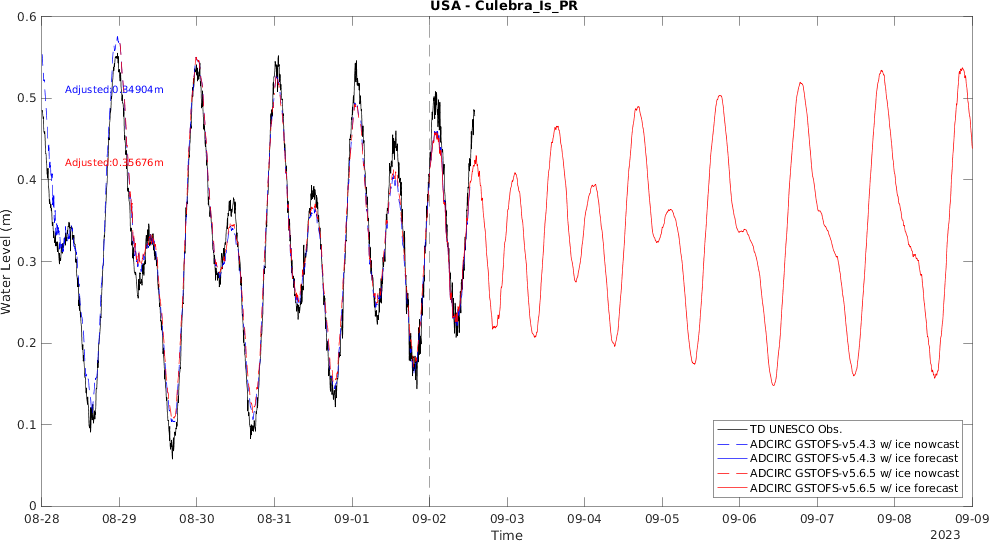 USA - Culebra_Is_PR
0.6
0.5
0.4
0.3
0.2
0.1
0
Water Level (m)
Adjusted:0.34904m
Adjusted:0.35676m
TD UNESCO Obs.
ADCIRC GSTOFS-v5.4.3 w/ ice nowcast
ADCIRC GSTOFS-v5.4.3 w/ ice forecast
ADCIRC GSTOFS-v5.6.5 w/ ice nowcast
ADCIRC GSTOFS-v5.6.5 w/ ice forecast
08-28 08-29 08-30 08-31 09-01 09-02 09-03 09-04 09-05 09-06 09-07 09-08 09-09
Time
2023